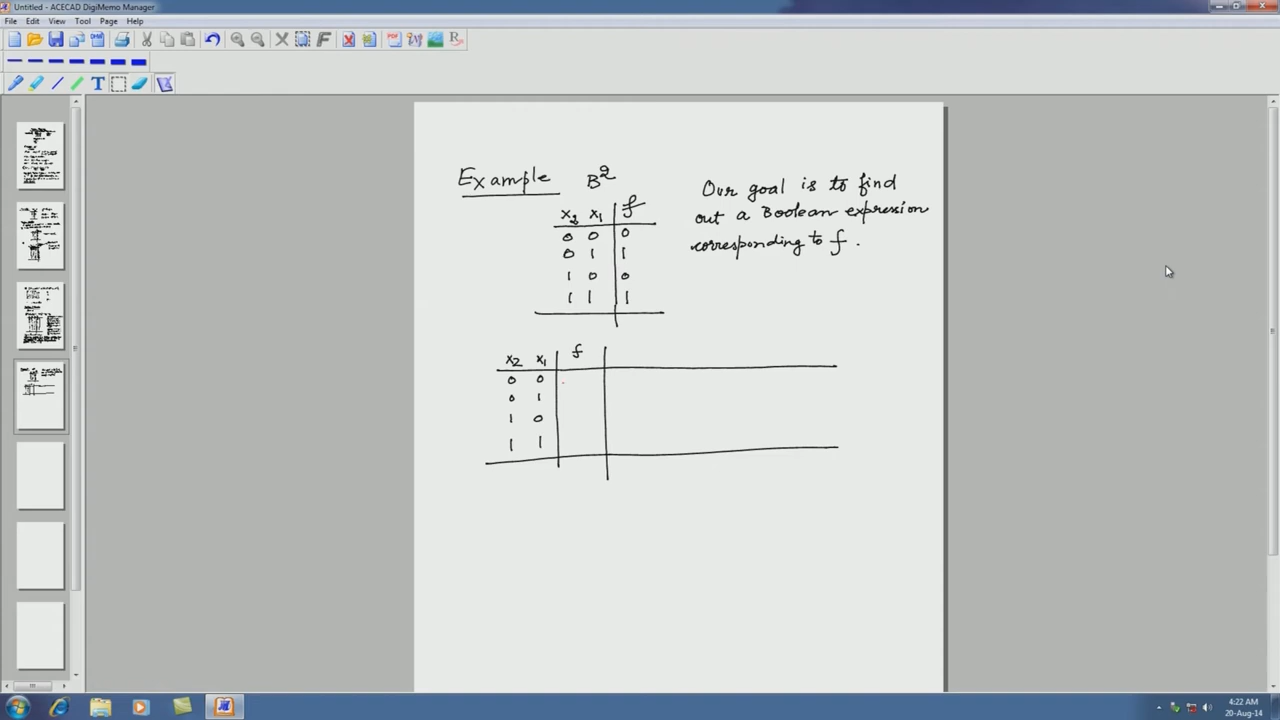 Untitled - ACECAD DigiMemo Manager
File Edit View Tool Page Help
Example B²
x₂ x₁ f
0 0 0
0 1 1
1 0 0
1 1 1
Our goal is to find
out a Boolean expression
corresponding to f.
x₂ x₁ f
0 0
0 1
1 0
1 1
4:22 AM
20-Aug-14